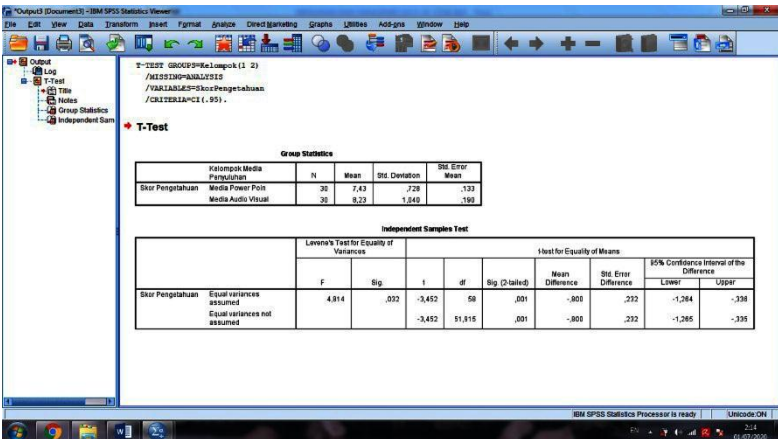 *Output3 [Document3] - IBM SPSS Statistics Viewer
File Edit View Data Transform Insert Format Analyze Direct Marketing Graphs Utilities Add-ons Window Help
Output
Log
T-Test
Title
Notes
Group Statistics
Independent Sam
T-TEST GROUPS=Kelompok(1 2)
/MISSING=ANALYSIS
/VARIABLES=SkorPengetahuan
/CRITERIA=CI(.95).
T-Test
Group Statistics
Kelompok Media Penyuluhan N Mean Std. Deviation Std. Error Mean
Skor Pengetahuan Media Power Poin 30 7,43 ,728 ,133
Media Audio Visual 30 8,23 1,040 ,190
Independent Samples Test
Levene's Test for Equality of Variances t-test for Equality of Means
95% Confidence Interval of the Difference
F Sig. t df Sig. (2-tailed) Mean Difference Std. Error Difference Lower Upper
Skor Pengetahuan Equal variances assumed 4,814 ,032 -3,452 58 ,001 -,800 ,232 -1,264 -,336
Equal variances not assumed -3,452 51,915 ,001 -,800 ,232 -1,265 -,335
IBM SPSS Statistics Processor is ready Unicode:ON
EN 2:14
01/07/2020